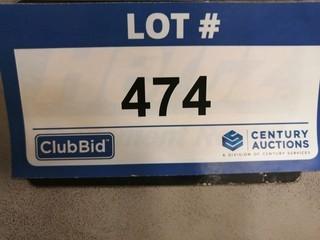 LOT #
474
ClubBid
CENTURY
AUCTIONS
A DIVISION OF CENTURY SERVICES